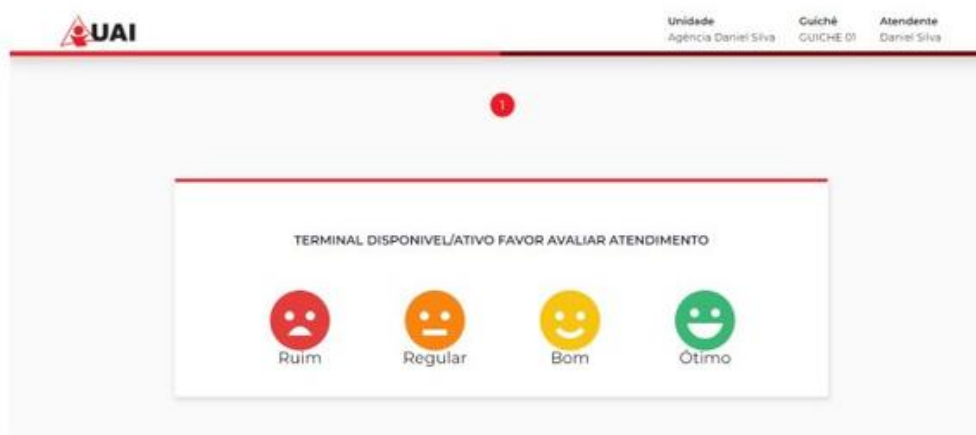 UAI
Unidade Guichê Atendente
Agência Daniel Silva GUICHE 01 Daniel Silva
1
TERMINAL DISPONIVEL/ATIVO FAVOR AVALIAR ATENDIMENTO
Ruim Regular Bom Ótimo